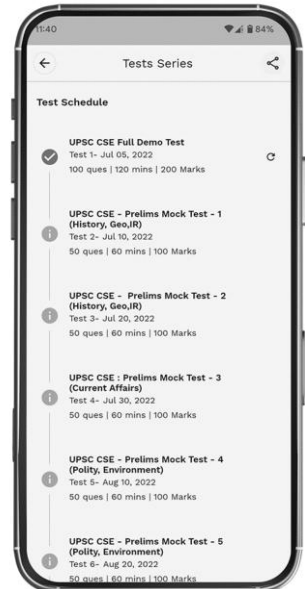 11:40
84%
Tests Series
Test Schedule
UPSC CSE Full Demo Test
Test 1- Jul 05, 2022
100 ques | 120 mins | 200 Marks
UPSC CSE - Prelims Mock Test - 1
(History, Geo,IR)
Test 2- Jul 10, 2022
50 ques | 60 mins | 100 Marks
UPSC CSE - Prelims Mock Test - 2
(History, Geo,IR)
Test 3- Jul 20, 2022
50 ques | 60 mins | 100 Marks
UPSC CSE : Prelims Mock Test - 3
(Current Affairs)
Test 4- Jul 30, 2022
50 ques | 60 mins | 100 Marks
UPSC CSE - Prelims Mock Test - 4
(Polity, Environment)
Test 5- Aug 10, 2022
50 ques | 60 mins | 100 Marks
UPSC CSE - Prelims Mock Test - 5
(Polity, Environment)
Test 6- Aug 20, 2022
50 ques | 60 mins | 100 Marks